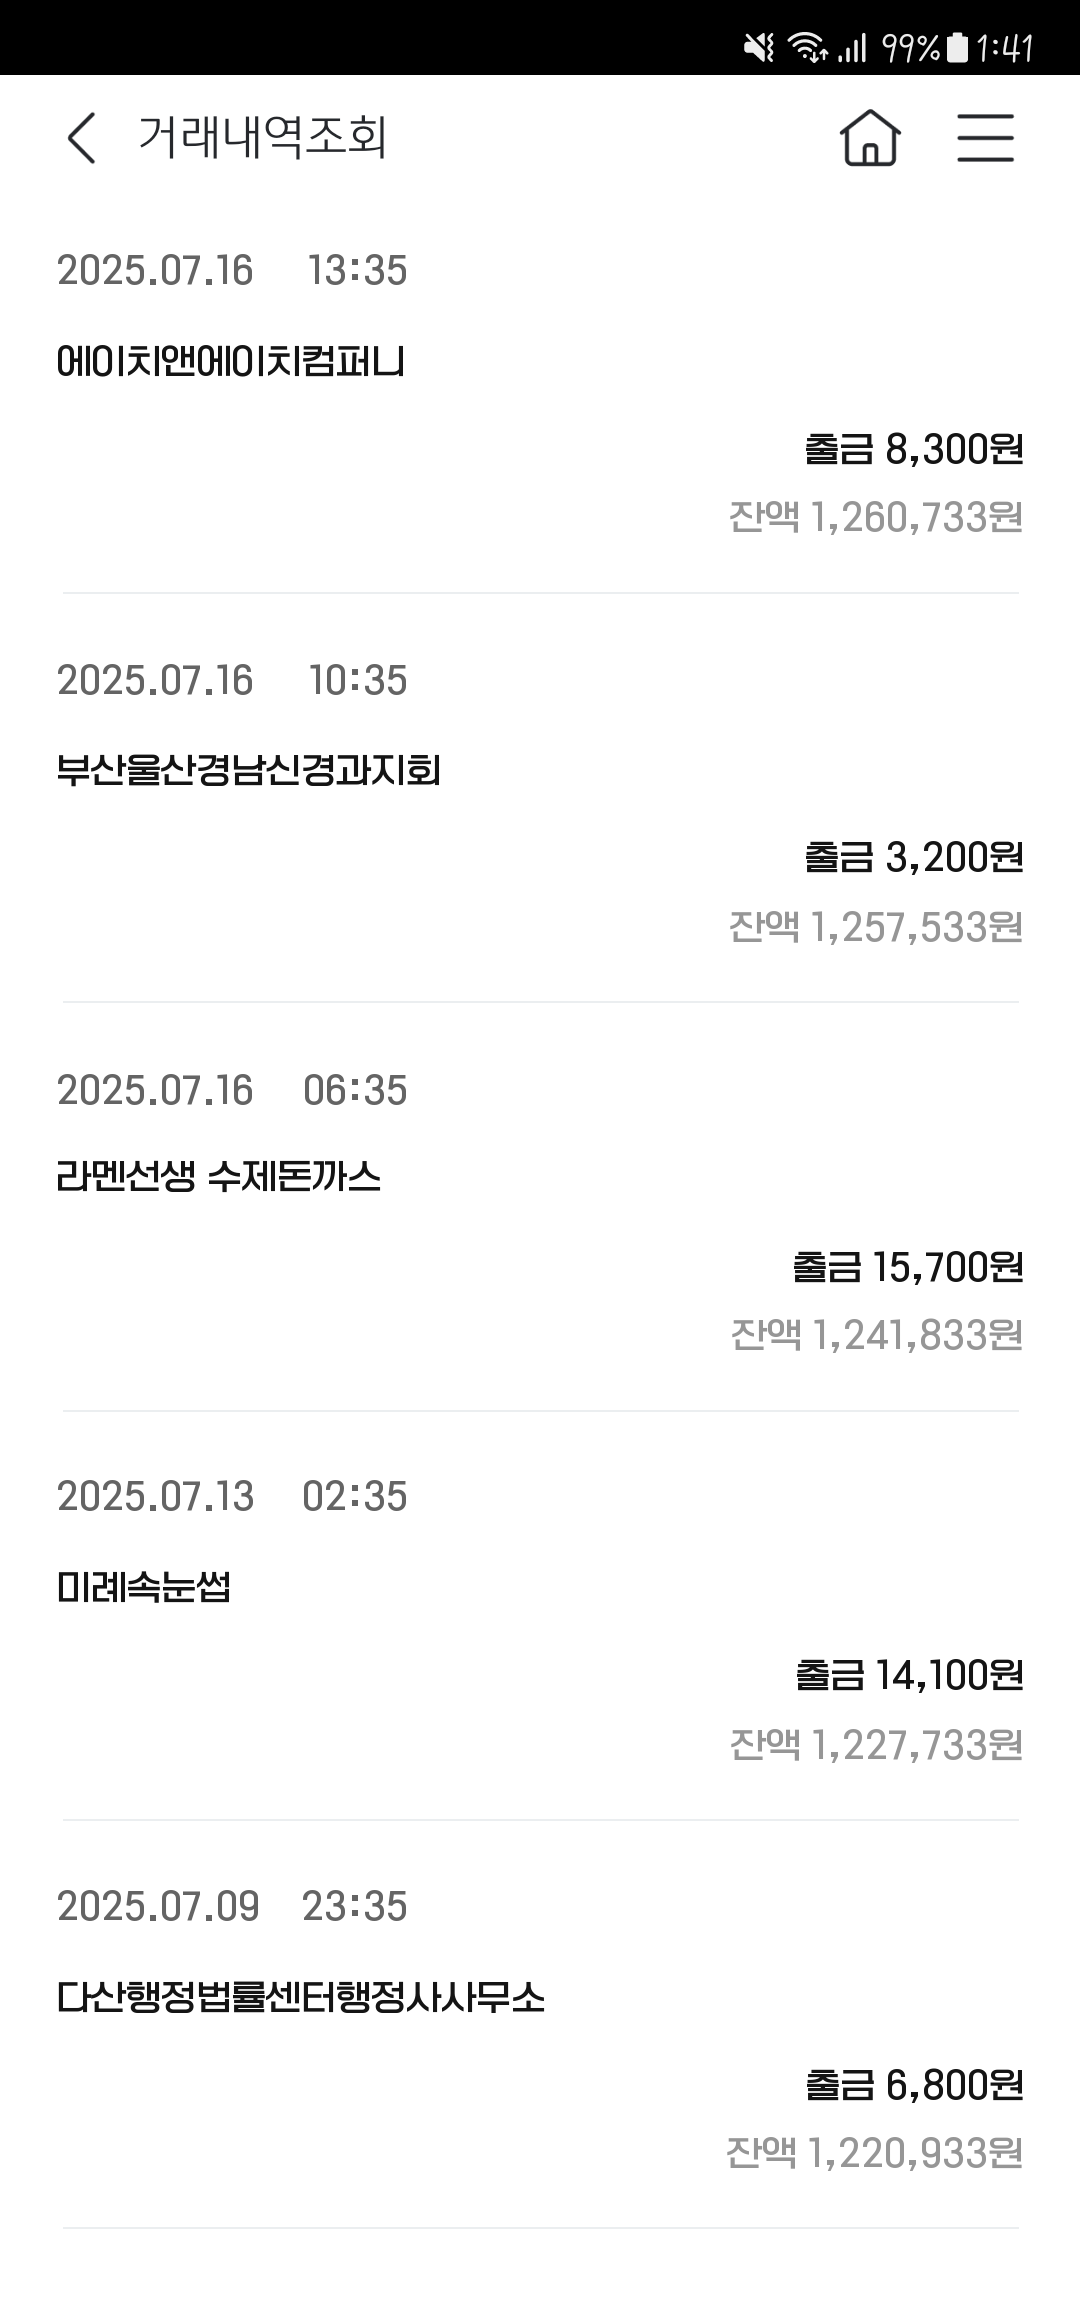 99% 1:41
거래내역조회
2025.07.16 13:35
에이치앤에이치컴퍼니
출금 8,300원
잔액 1,260,733원
2025.07.16 10:35
부산울산경남신경과지회
출금 3,200원
잔액 1,257,533원
2025.07.16 06:35
라멘선생 수제돈까스
출금 15,700원
잔액 1,241,833원
2025.07.13 02:35
미례속눈썹
출금 14,100원
잔액 1,227,733원
2025.07.09 23:35
다산행정법률센터행정사사무소
출금 6,800원
잔액 1,220,933원